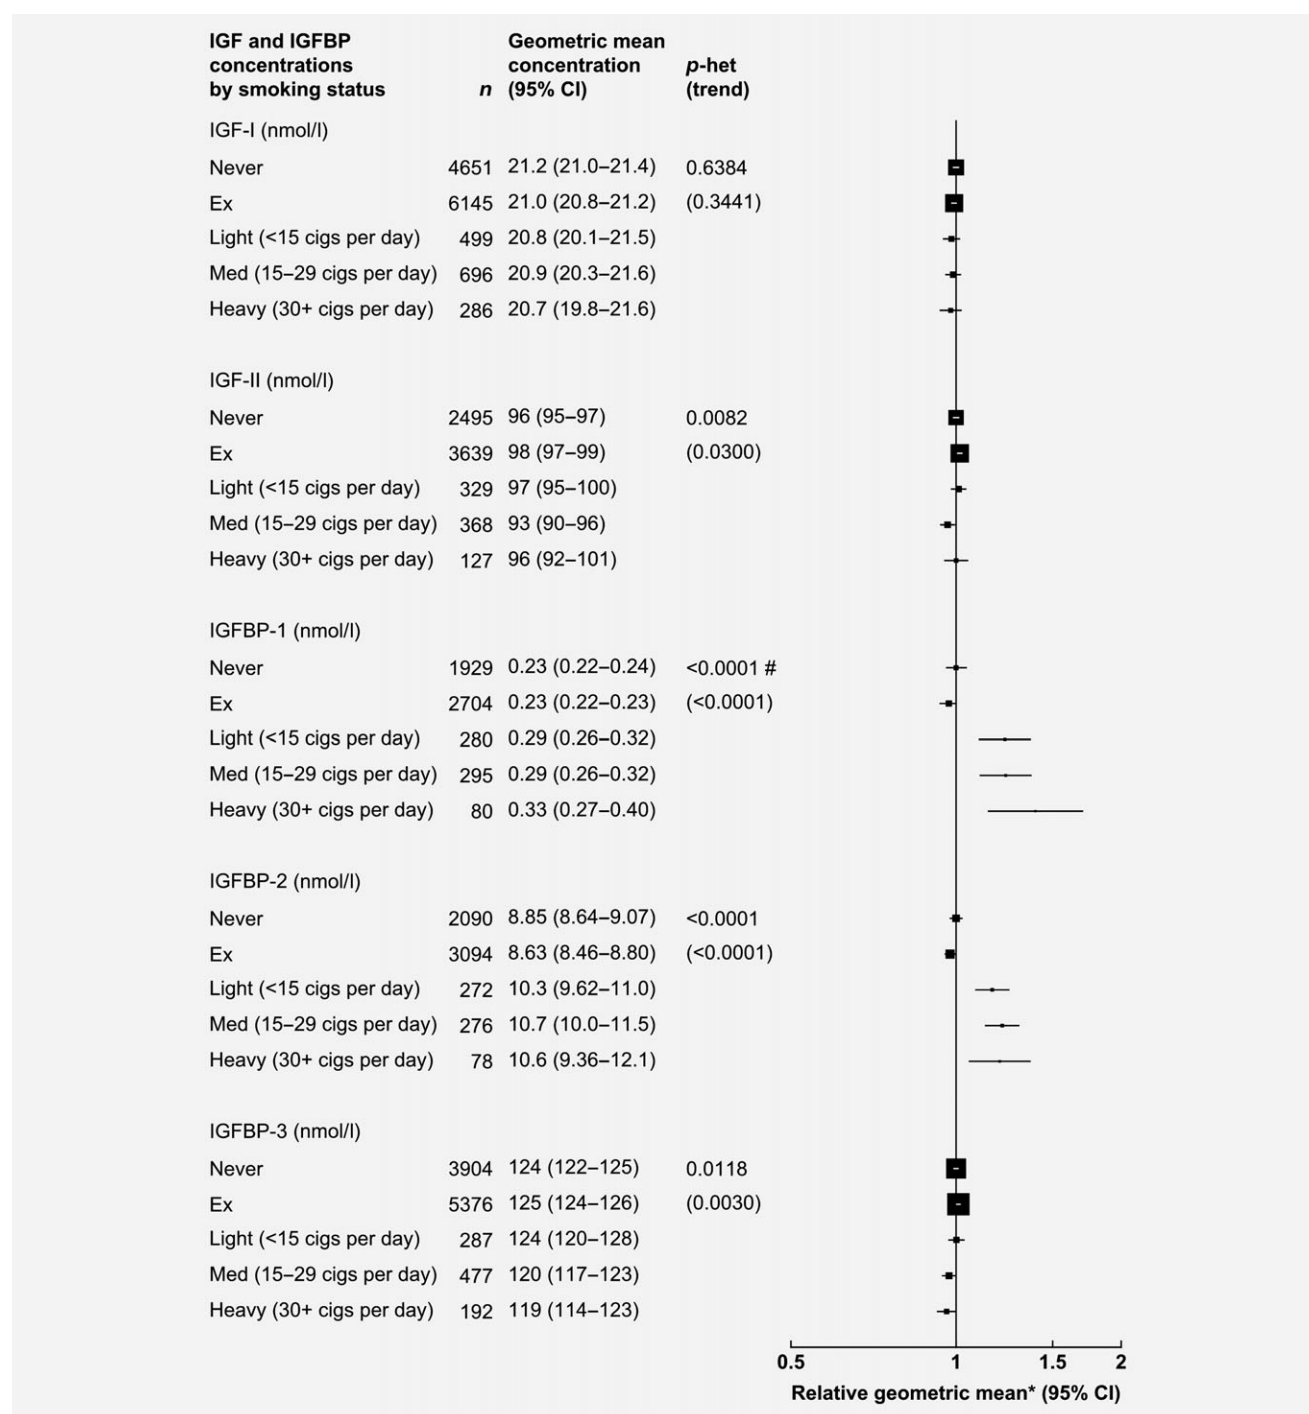 IGF and IGFBP concentrations by smoking status n Geometric mean concentration (95% CI) p-het (trend)
IGF-I (nmol/l)
Never 4651 21.2 (21.0–21.4) 0.6384
Ex 6145 21.0 (20.8–21.2) (0.3441)
Light (<15 cigs per day) 499 20.8 (20.1–21.5)
Med (15–29 cigs per day) 696 20.9 (20.3–21.6)
Heavy (30+ cigs per day) 286 20.7 (19.8–21.6)
IGF-II (nmol/l)
Never 2495 96 (95–97) 0.0082
Ex 3639 98 (97–99) (0.0300)
Light (<15 cigs per day) 329 97 (95–100)
Med (15–29 cigs per day) 368 93 (90–96)
Heavy (30+ cigs per day) 127 96 (92–101)
IGFBP-1 (nmol/l)
Never 1929 0.23 (0.22–0.24) <0.0001 #
Ex 2704 0.23 (0.22–0.23) (<0.0001)
Light (<15 cigs per day) 280 0.29 (0.26–0.32)
Med (15–29 cigs per day) 295 0.29 (0.26–0.32)
Heavy (30+ cigs per day) 80 0.33 (0.27–0.40)
IGFBP-2 (nmol/l)
Never 2090 8.85 (8.64–9.07) <0.0001
Ex 3094 8.63 (8.46–8.80) (<0.0001)
Light (<15 cigs per day) 272 10.3 (9.62–11.0)
Med (15–29 cigs per day) 276 10.7 (10.0–11.5)
Heavy (30+ cigs per day) 78 10.6 (9.36–12.1)
IGFBP-3 (nmol/l)
Never 3904 124 (122–125) 0.0118
Ex 5376 125 (124–126) (0.0030)
Light (<15 cigs per day) 287 124 (120–128)
Med (15–29 cigs per day) 477 120 (117–123)
Heavy (30+ cigs per day) 192 119 (114–123)
0.5 1 1.5 2
Relative geometric mean* (95% CI)